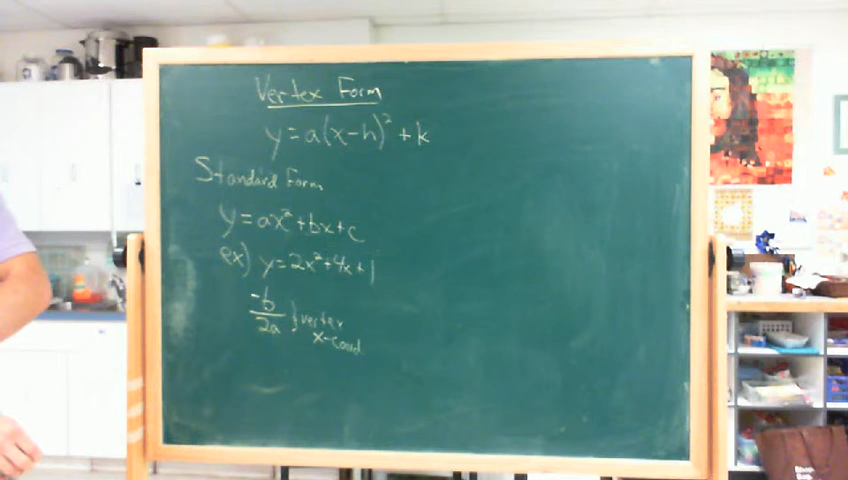 Vertex Form
y=a(x-h)²+k
Standard Form
y=ax²+bx+c
ex) y=2x²+4x+1
-b
2a
} vertex
x-coord